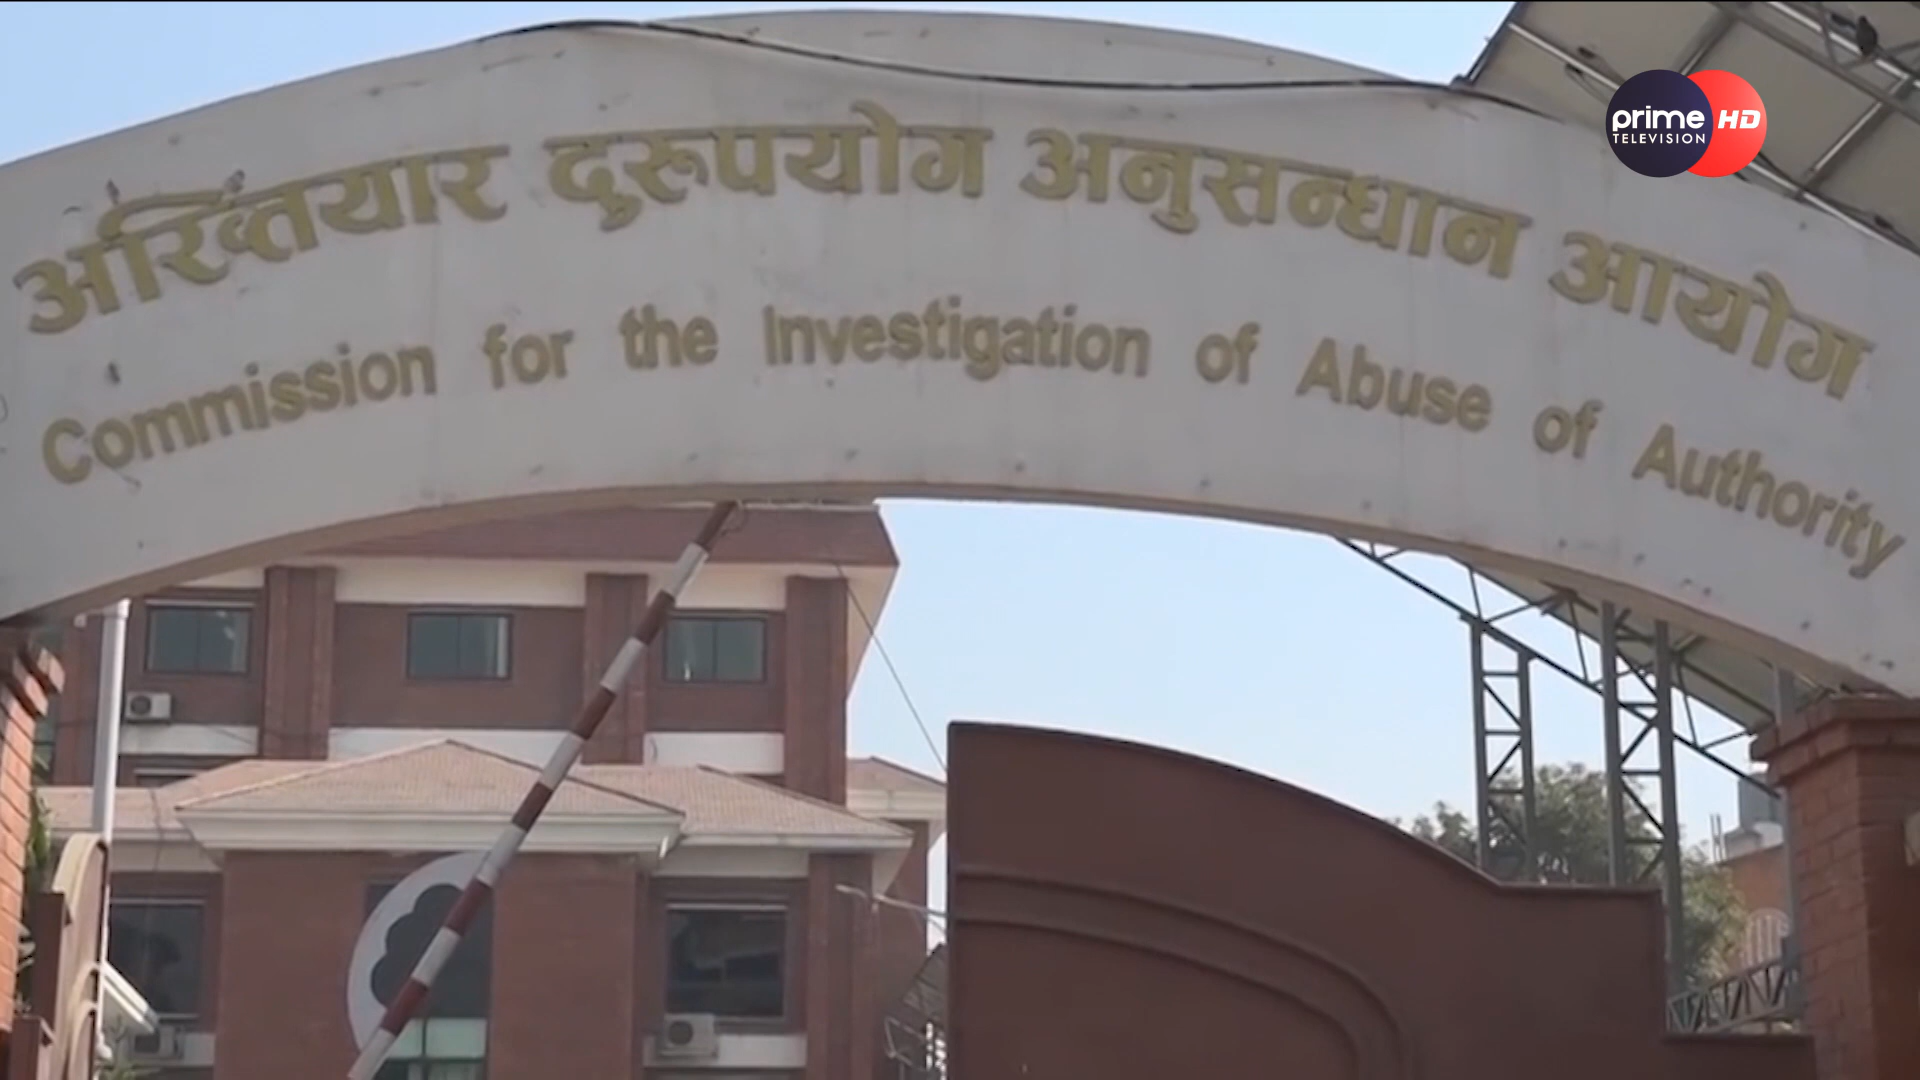 अख्तियार दुरूपयोग अनुसन्धान आयोग
Commission for the Investigation of Abuse of Authority
prime HD
TELEVISION